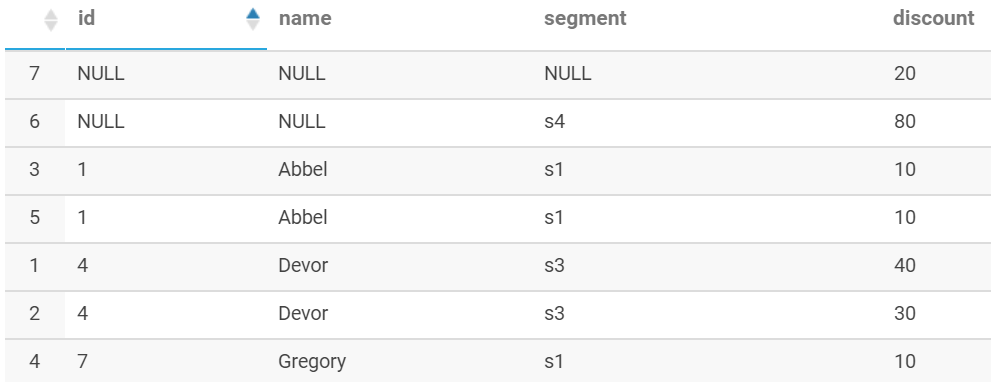 id name segment discount
7 NULL NULL NULL 20
6 NULL NULL s4 80
3 1 Abbel s1 10
5 1 Abbel s1 10
1 4 Devor s3 40
2 4 Devor s3 30
4 7 Gregory s1 10